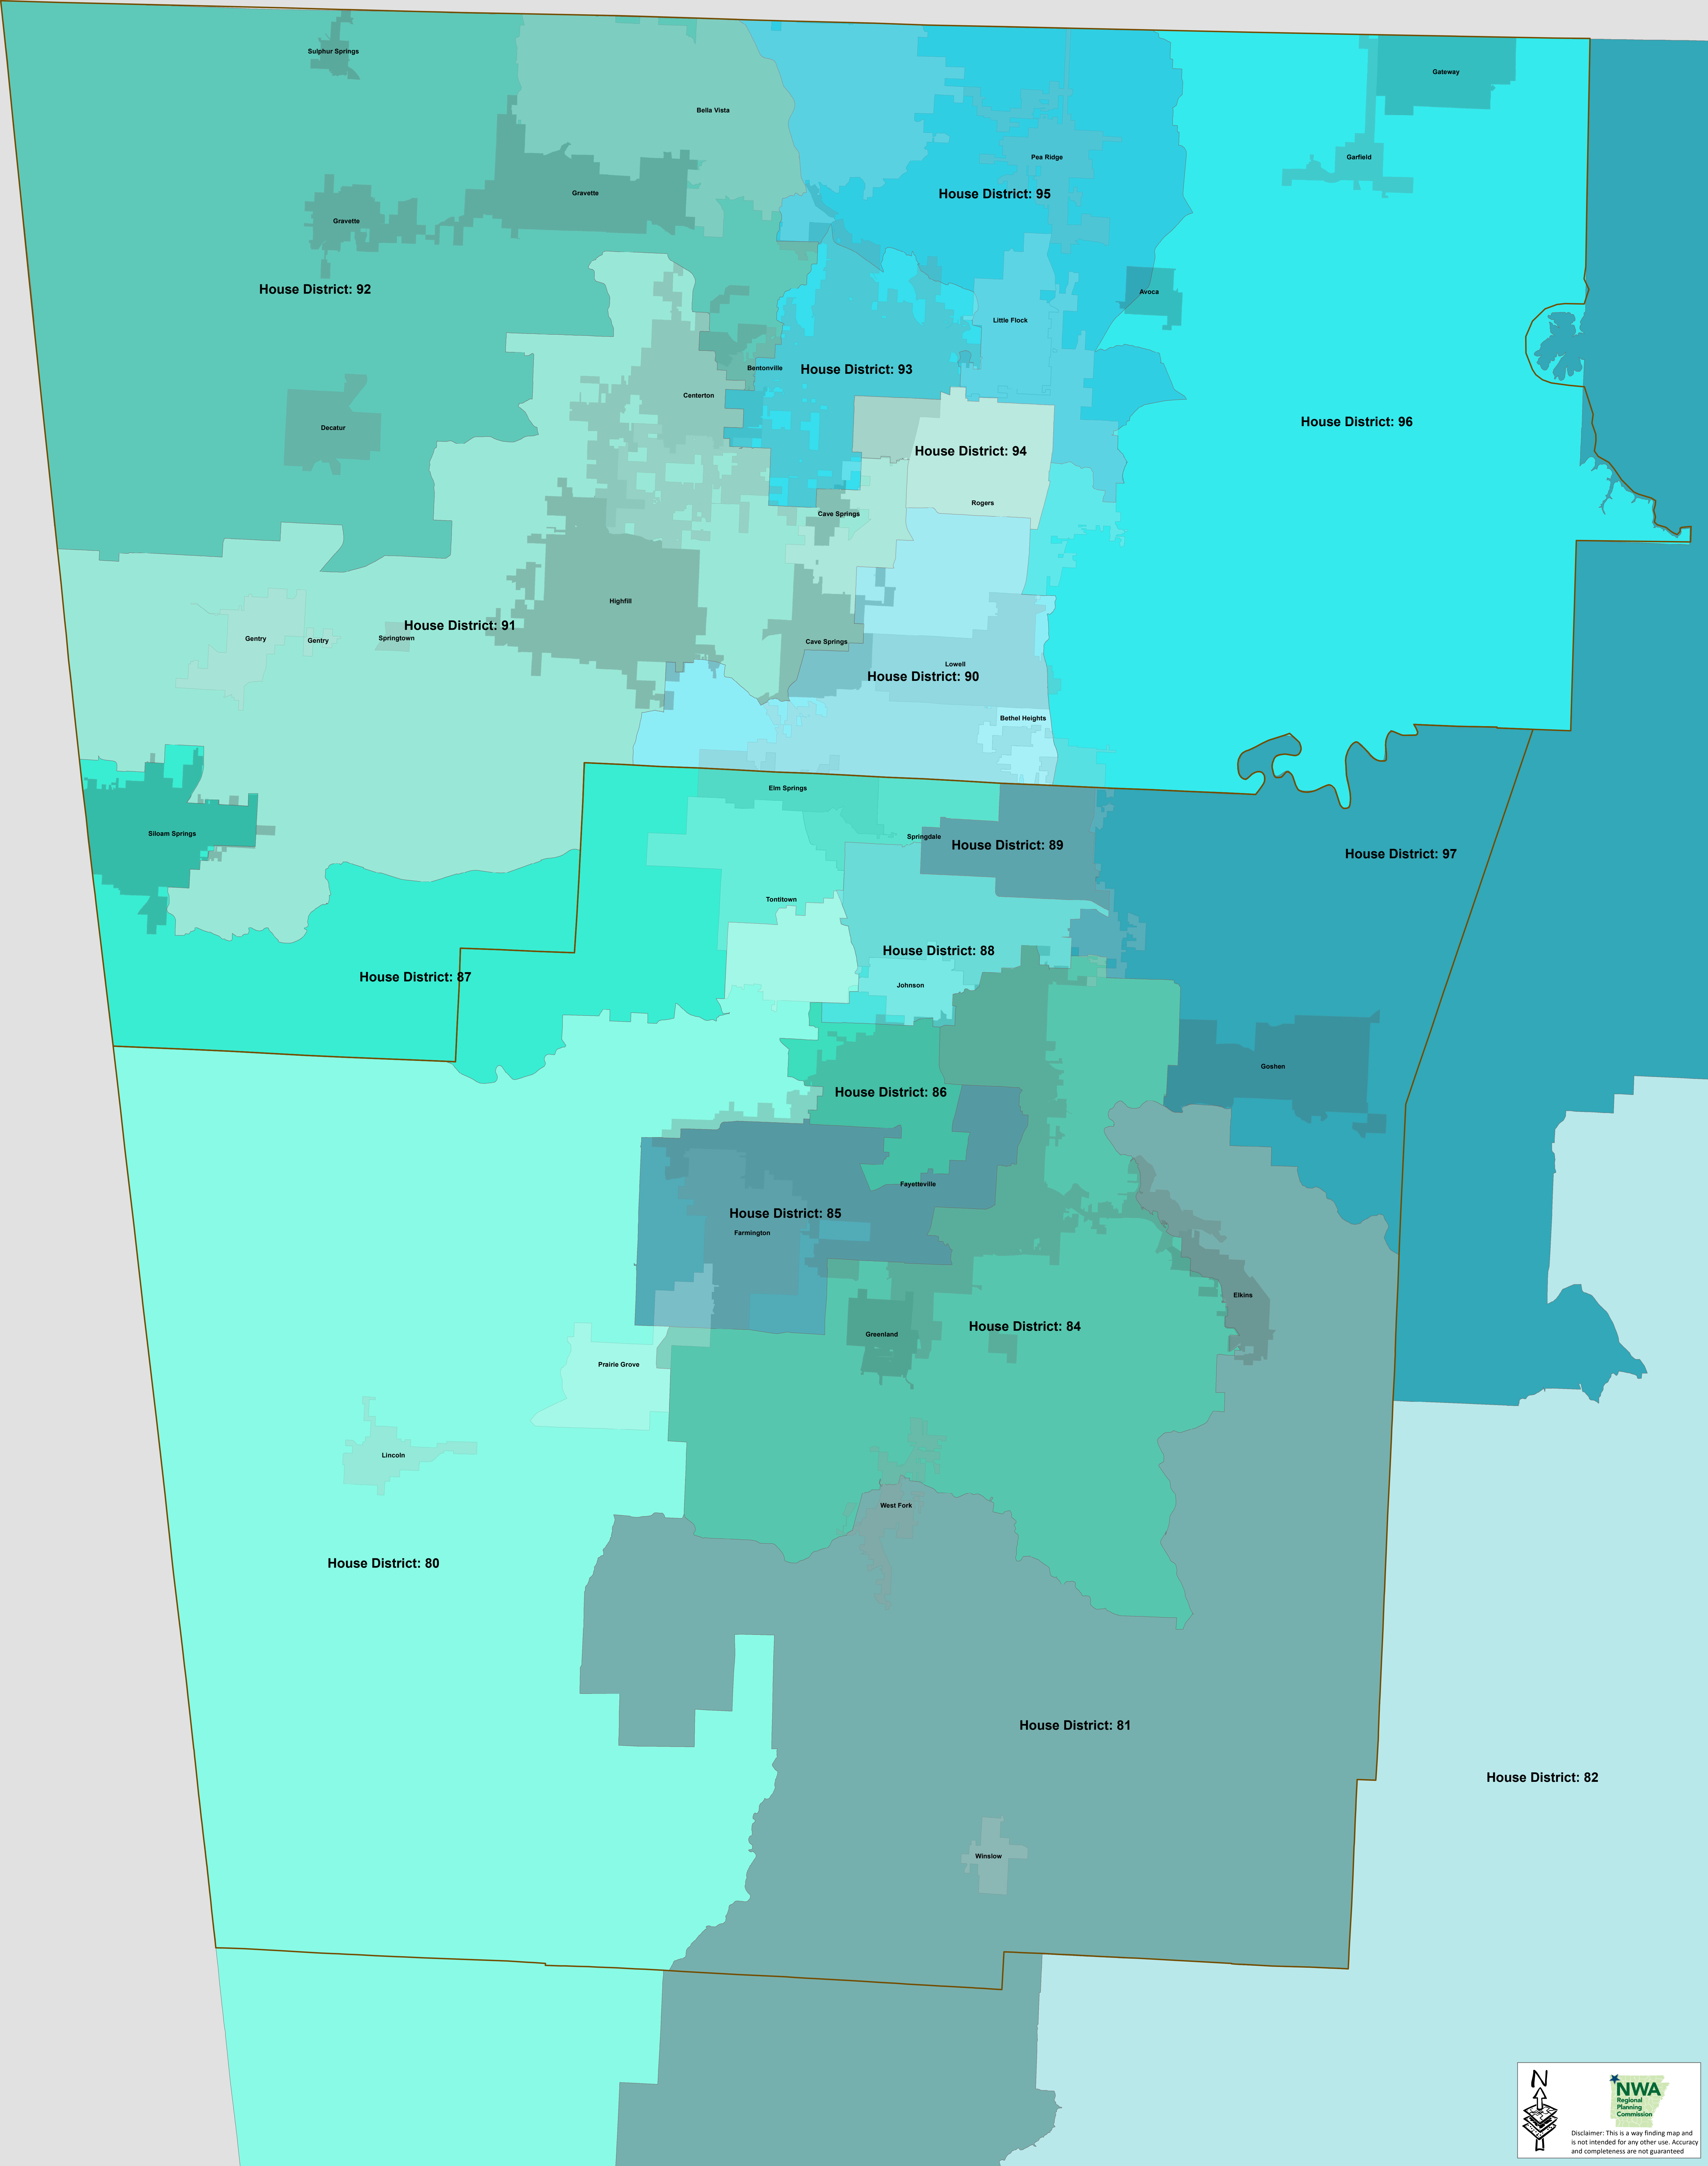 Sulphur Springs
Gateway
Bella Vista
Pea Ridge
Garfield
Gravette
House District: 95
Gravette
House District: 92
Avoca
Little Flock
Bentonville
House District: 93
Centerton
House District: 96
Decatur
House District: 94
Rogers
Cave Springs
Highfill
House District: 91
Gentry
Gentry
Springtown
Cave Springs
Lowell
House District: 90
Bethel Heights
Elm Springs
Siloam Springs
Springdale
House District: 89
House District: 97
Tontitown
House District: 88
House District: 87
Johnson
Goshen
House District: 86
Fayetteville
House District: 85
Farmington
Elkins
House District: 84
Greenland
Prairie Grove
Lincoln
West Fork
House District: 80
House District: 81
House District: 82
Winslow
N
NWA
Regional
Planning
Commission
Disclaimer: This is a way finding map and
is not intended for any other use. Accuracy
and completeness are not guaranteed